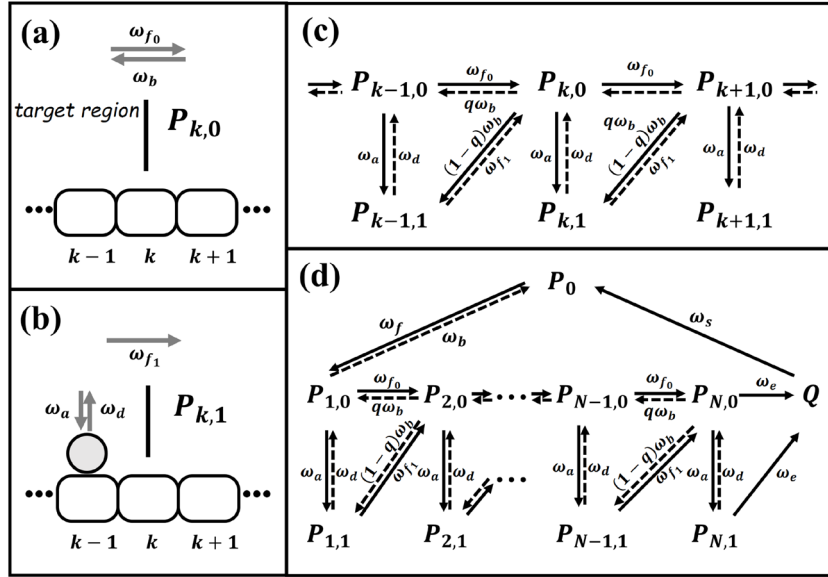 (a)
ω_{f_0}
ω_b
target region
P_{k,0}
••• •••
k − 1 k k + 1
(b)
ω_{f_1}
ω_a ω_d
P_{k,1}
••• •••
k − 1 k k + 1
(c)
ω_{f_0} ω_{f_0}
P_{k−1,0} P_{k,0} P_{k+1,0}
qω_b qω_b
ω_a ω_d (1 − q)ω_b ω_{f_1} ω_a ω_d (1 − q)ω_b ω_{f_1} ω_a ω_d
P_{k−1,1} P_{k,1} P_{k+1,1}
(d)
P_0
ω_f ω_b ω_s
ω_{f_0} ω_{f_0} ω_e
P_{1,0} P_{2,0} ••• P_{N−1,0} P_{N,0} Q
qω_b qω_b
ω_a ω_d (1 − q)ω_b ω_{f_1} ω_a ω_d ••• ω_a ω_d (1 − q)ω_b ω_{f_1} ω_a ω_d ω_e
P_{1,1} P_{2,1} P_{N−1,1} P_{N,1}